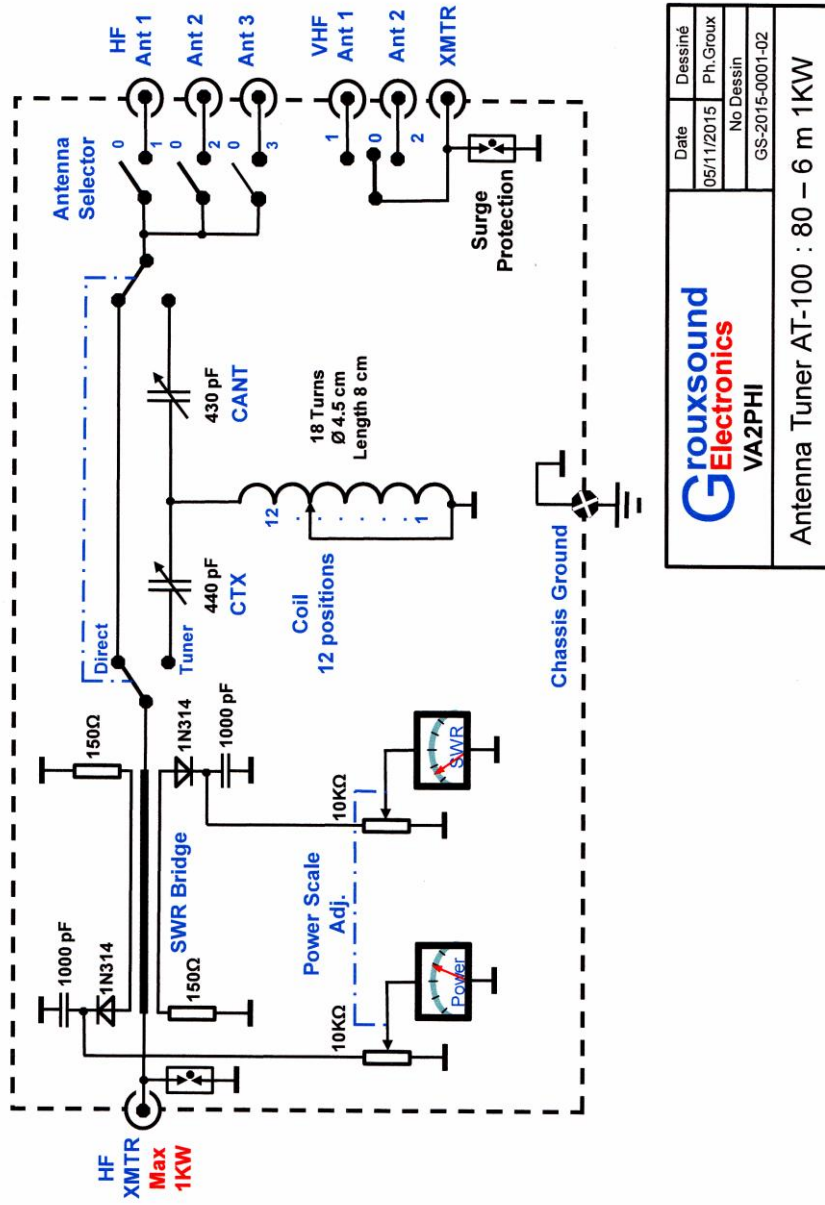 HF
XMTR
Max
1KW
1000 pF
1N314
150Ω
SWR Bridge
150Ω
1N314
1000 pF
10KΩ
Power
Power Scale
Adj.
10KΩ
SWR
Direct
Tuner
440 pF
CTX
430 pF
CANT
Coil
12 positions
12
1
18 Turns
Ø 4.5 cm
Length 8 cm
Chassis Ground
Antenna
Selector
0
1
0
2
0
3
HF
Ant 1
Ant 2
Ant 3
VHF
Ant 1
Ant 2
XMTR
1
0
2
Surge
Protection
Grouxsound
Electronics
VA2PHI
Date
Dessiné
05/11/2015
Ph.Groux
No Dessin
GS-2015-0001-02
Antenna Tuner AT-100 : 80 – 6 m 1KW